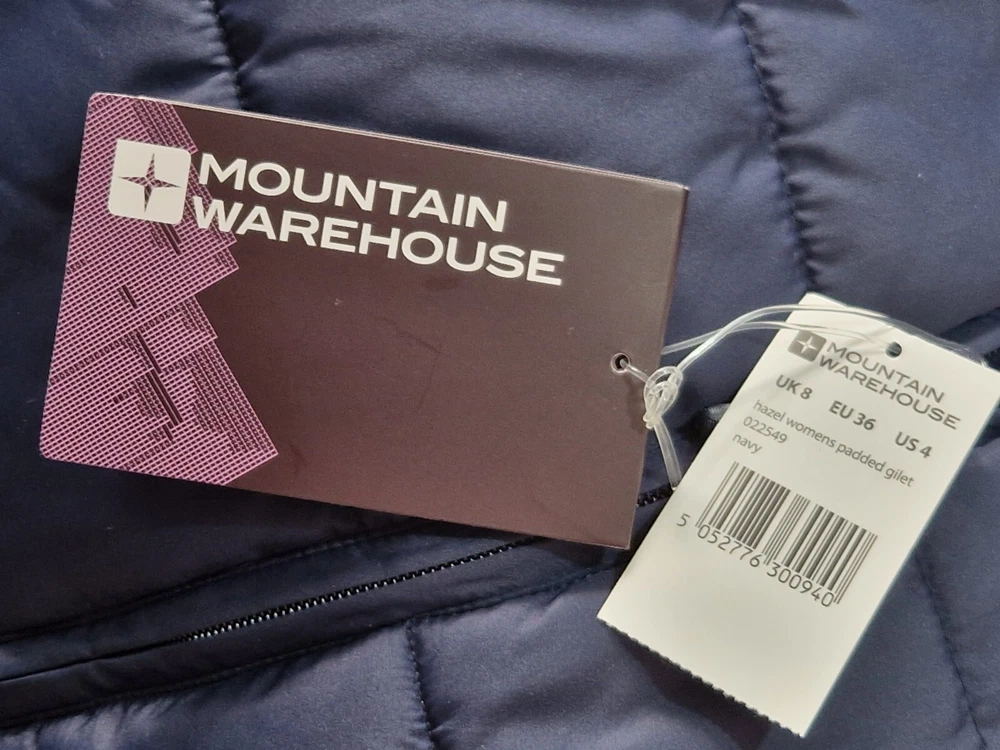 MOUNTAIN
WAREHOUSE
MOUNTAIN
WAREHOUSE
UK 8 EU 36 US 4
hazel womens padded gilet
022549
navy
5 052776 300940